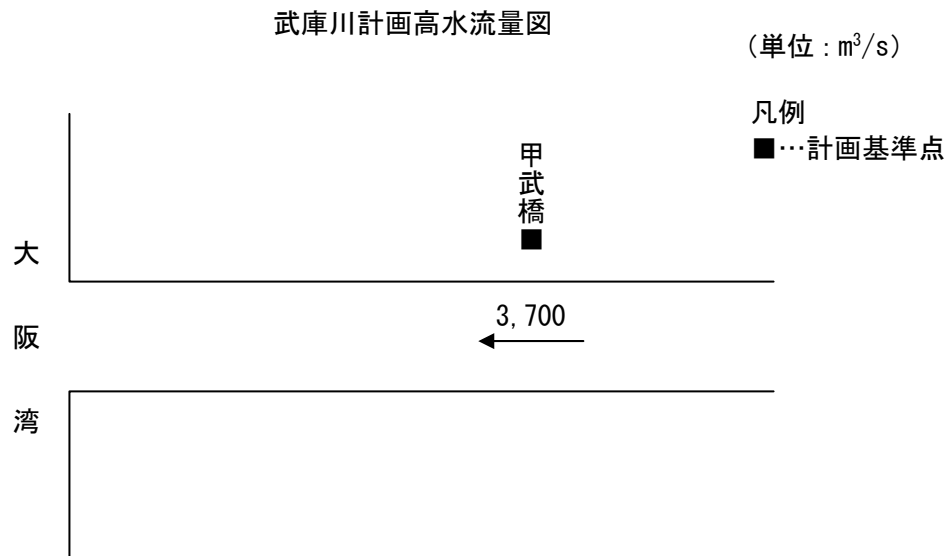 武庫川計画高水流量図
(単位:m³/s)
凡例
■…計画基準点
甲武橋
■
大阪湾
3,700